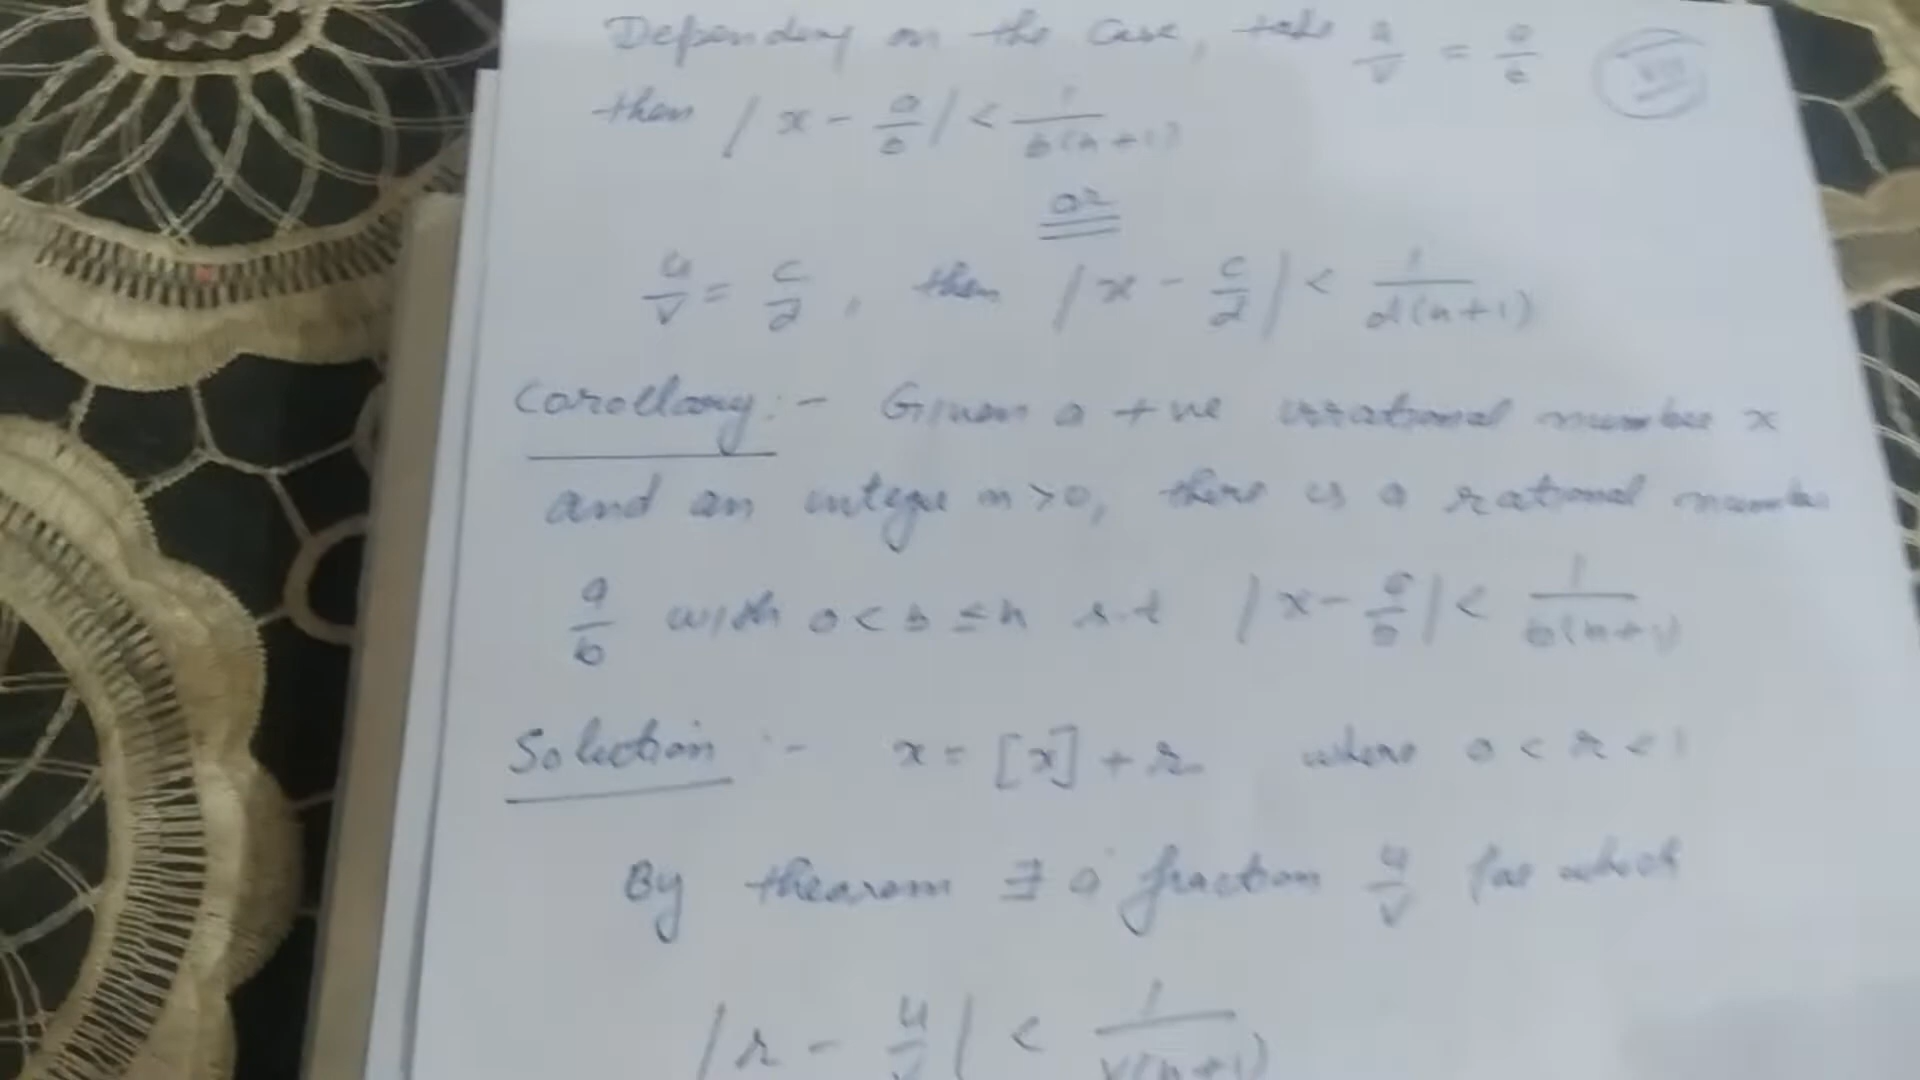 Depending on the case, take u/v = a/b
then |x - a/b| < 1/b(n+1)
or
u/v = c/d, then |x - c/d| < 1/d(n+1)
Corollary :- Given a +ve irrational number x
and an integer n > 0, there is a rational number
a/b with 0 < b ≤ n s.t |x - a/b| < 1/b(n+1)
Solution :- x = [x] + r where 0 < r < 1
By thearom ∃ a fraction u/v for which
|r - u/v| < 1/v(n+1)